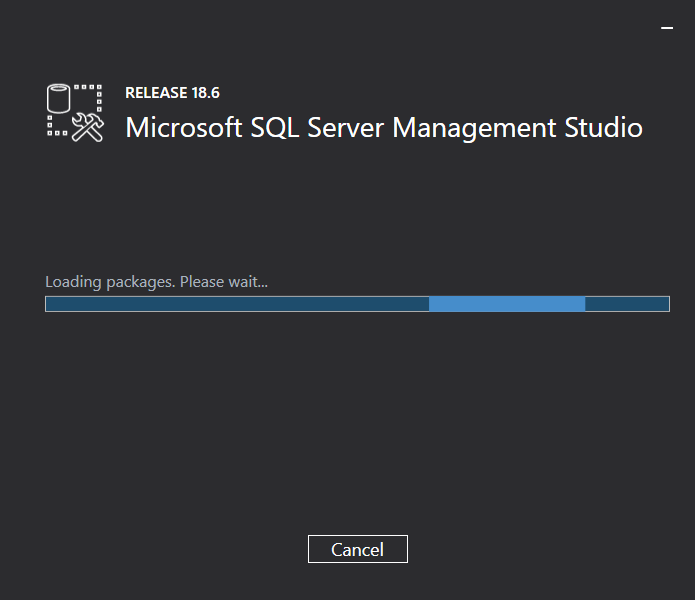 RELEASE 18.6
Microsoft SQL Server Management Studio
Loading packages. Please wait...
Cancel